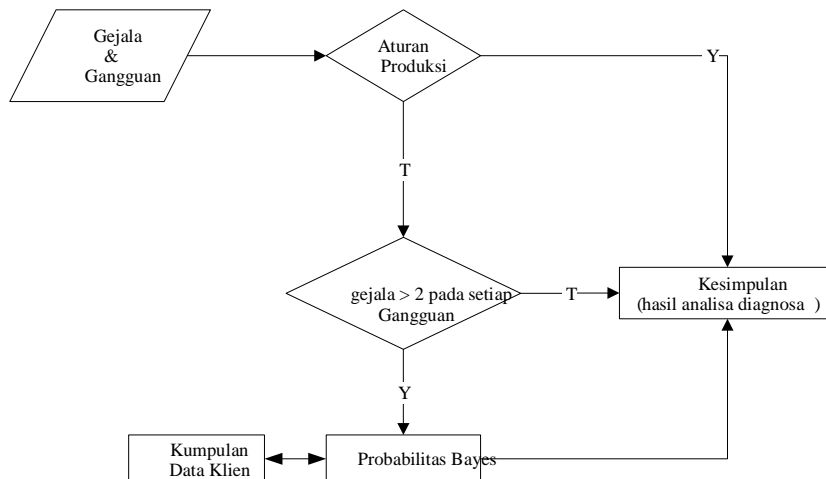 Gejala
&
Gangguan
Aturan
Produksi
Y
T
gejala > 2 pada setiap
Gangguan
T
Kesimpulan
(hasil analisa diagnosa )
Y
Kumpulan
Data Klien
Probabilitas Bayes